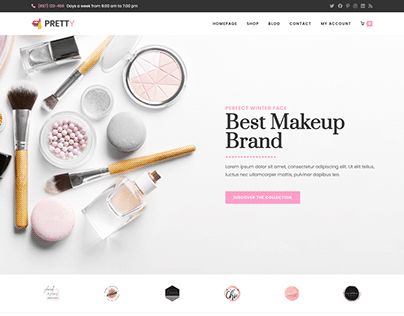 (487) 123-456 Days a week from 9:00 am to 7:00 pm
PRETTY
HOMEPAGE SHOP BLOG CONTACT MY ACCOUNT
PERFECT WINTER FACE
Best Makeup
Brand
Lorem ipsum dolor sit amet, consectetur adipiscing elit. Ut elit tellus,
luctus nec ullamcorper mattis, pulvinar dapibus leo.
DISCOVER THE COLLECTION
Chic